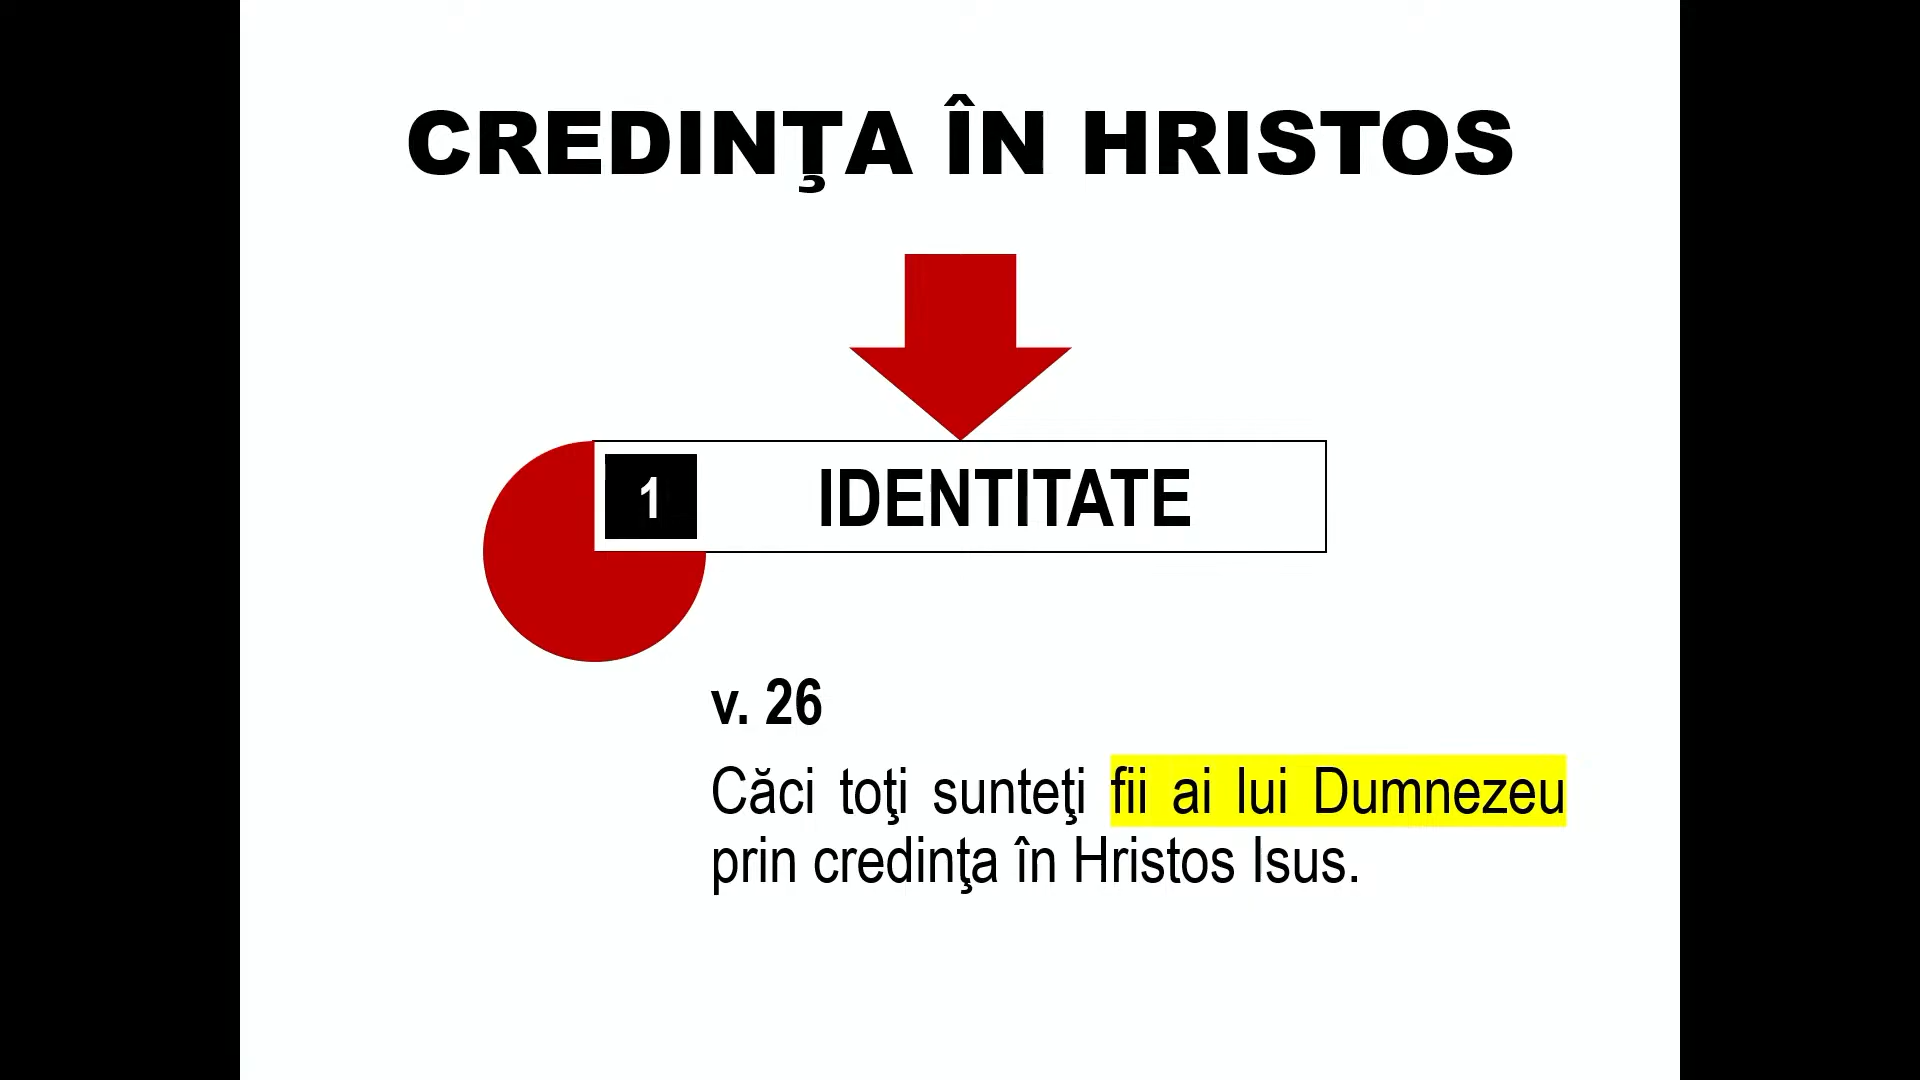 CREDINŢA ÎN HRISTOS
1 IDENTITATE
v. 26
Căci toţi sunteţi fii ai lui Dumnezeu
prin credinţa în Hristos Isus.